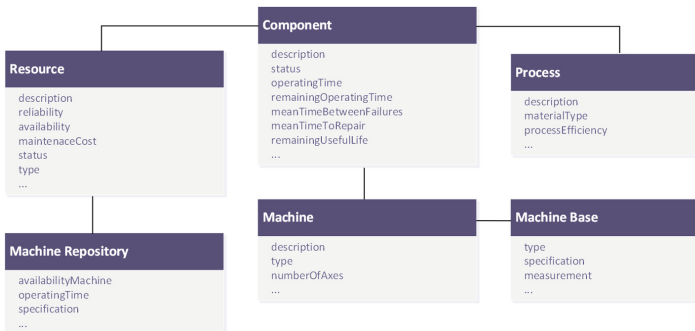 Component
description
status
operatingTime
remainingOperatingTime
meanTimeBetweenFailures
meanTimeToRepair
remainingUsefulLife
...
Resource
description
reliability
availability
maintenaceCost
status
type
...
Process
description
materialType
processEfficiency
...
Machine Repository
availabilityMachine
operatingTime
specification
...
Machine
description
type
numberOfAxes
...
Machine Base
type
specification
measurement
...